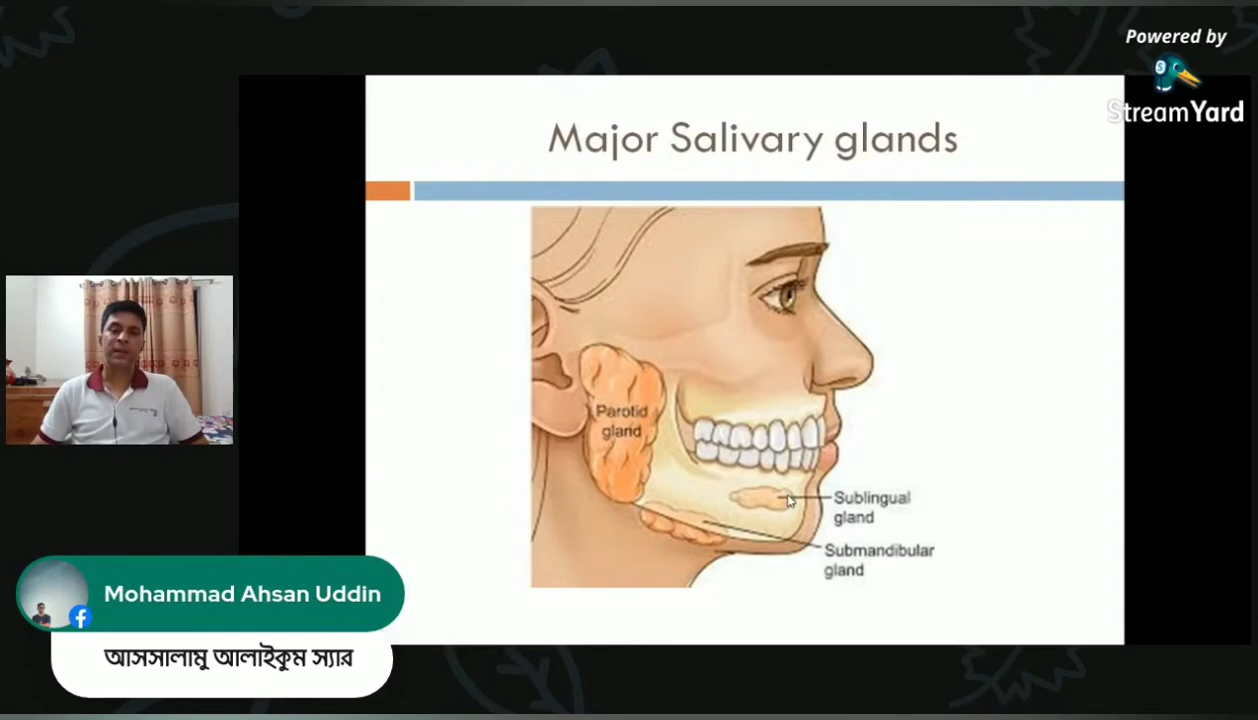 Powered by
StreamYard
Major Salivary glands
Parotid
gland
Sublingual
gland
Submandibular
gland
Mohammad Ahsan Uddin
আসসালামু আলাইকুম স্যার